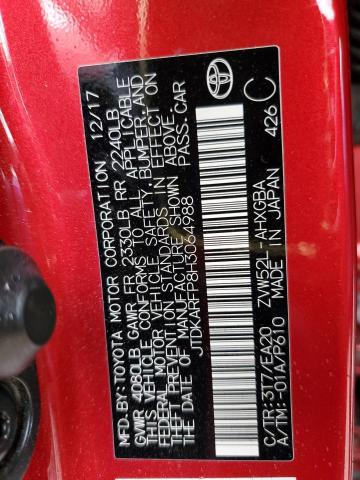 MFD. BY: TOYOTA MOTOR CORPORATION 12/17
GVWR 4080LB GAWR FR 2330LB RR 2240LB
THIS VEHICLE CONFORMS TO ALL APPLICABLE
FEDERAL MOTOR VEHICLE SAFETY, BUMPER, AND
THEFT PREVENTION STANDARDS IN EFFECT ON
THE DATE OF MANUFACTURE SHOWN ABOVE.
JTDKARFP8H3064988 PASS. CAR
C/TR:3T7/EA20 ZVW52L-AHXGBA
A/TM:-01A/P610 MADE IN JAPAN 426 C